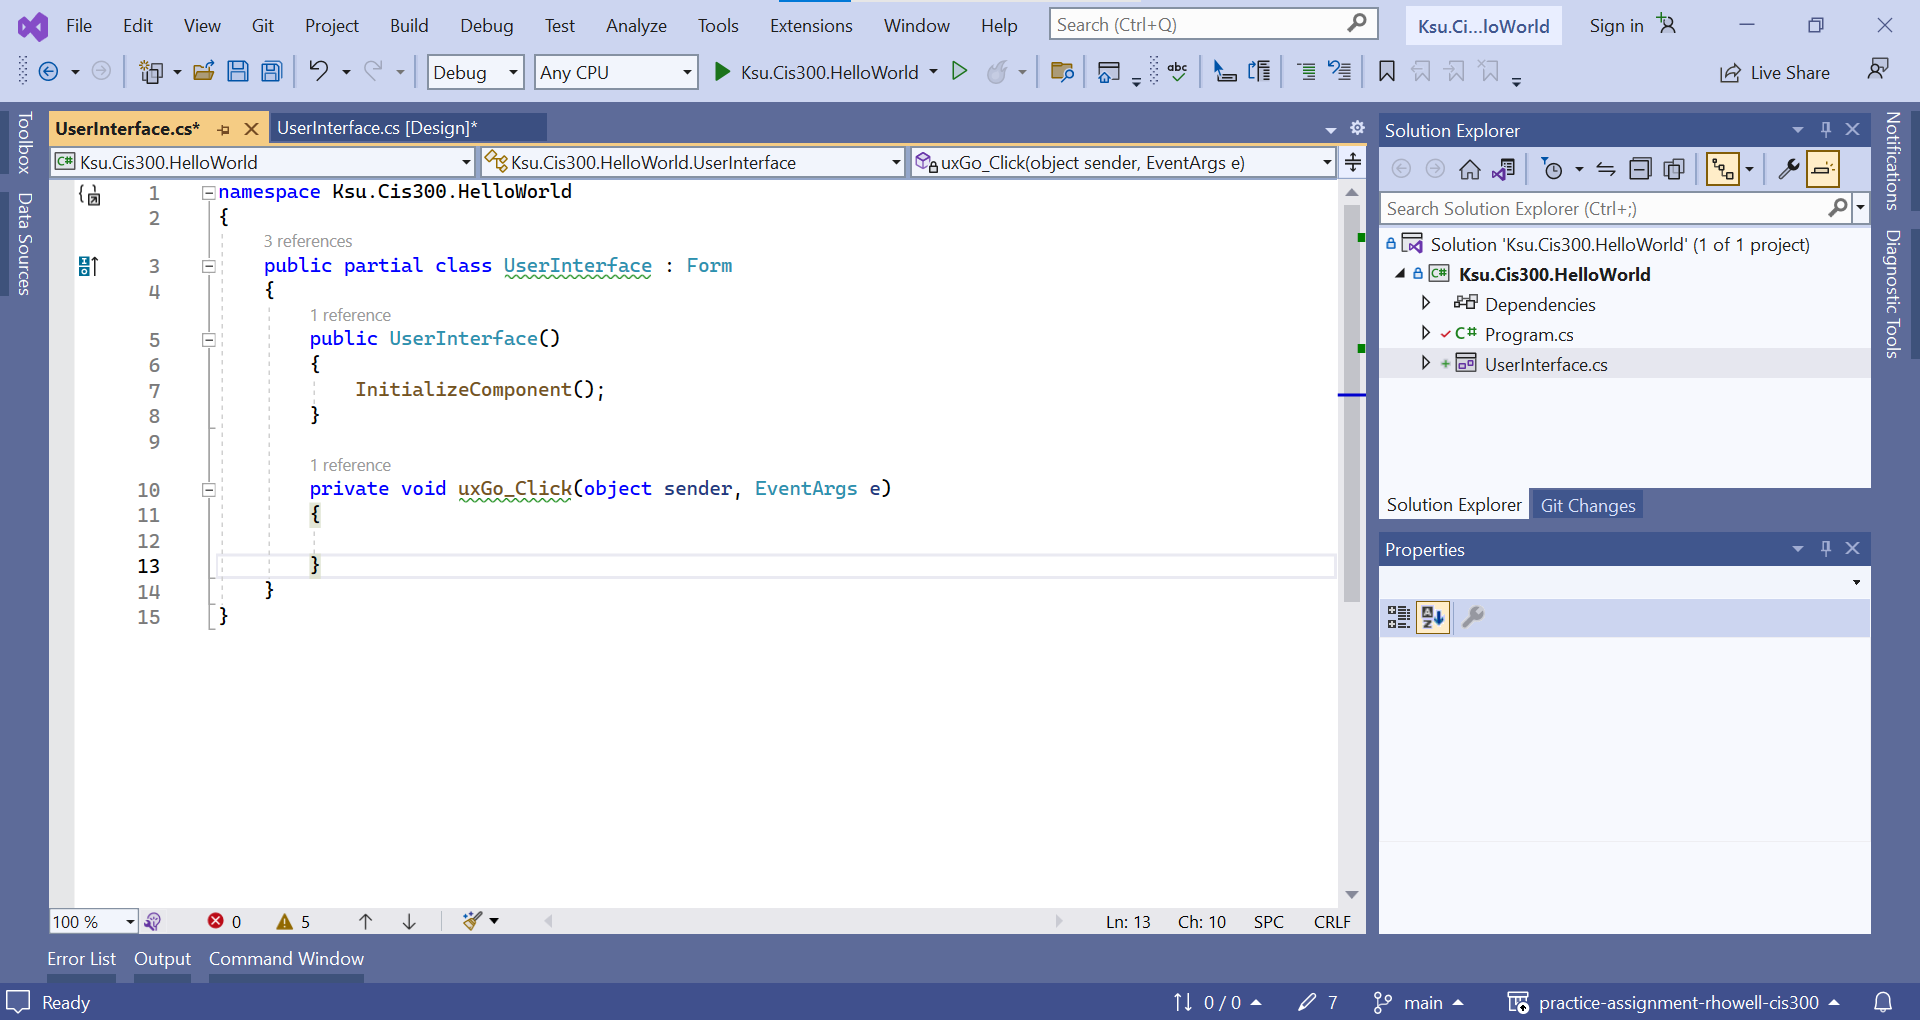 File Edit View Git Project Build Debug Test Analyze Tools Extensions Window Help Search (Ctrl+Q) Ksu.Ci...loWorld Sign in
Debug Any CPU Ksu.Cis300.HelloWorld abc Live Share
Toolbox
Data Sources
UserInterface.cs* UserInterface.cs [Design]*
C# Ksu.Cis300.HelloWorld Ksu.Cis300.HelloWorld.UserInterface uxGo_Click(object sender, EventArgs e)
1 namespace Ksu.Cis300.HelloWorld
2 {
3 references
3 public partial class UserInterface : Form
4 {
1 reference
5 public UserInterface()
6 {
7 InitializeComponent();
8 }
9
1 reference
10 private void uxGo_Click(object sender, EventArgs e)
11 {
12
13 }
14 }
15 }
100 % 0 5 Ln: 13 Ch: 10 SPC CRLF
Solution Explorer
Search Solution Explorer (Ctrl+;)
Solution 'Ksu.Cis300.HelloWorld' (1 of 1 project)
C# Ksu.Cis300.HelloWorld
Dependencies
C# Program.cs
UserInterface.cs
Solution Explorer Git Changes
Properties
AZ
Notifications
Diagnostic Tools
Error List Output Command Window
Ready 0 / 0 7 main practice-assignment-rhowell-cis300